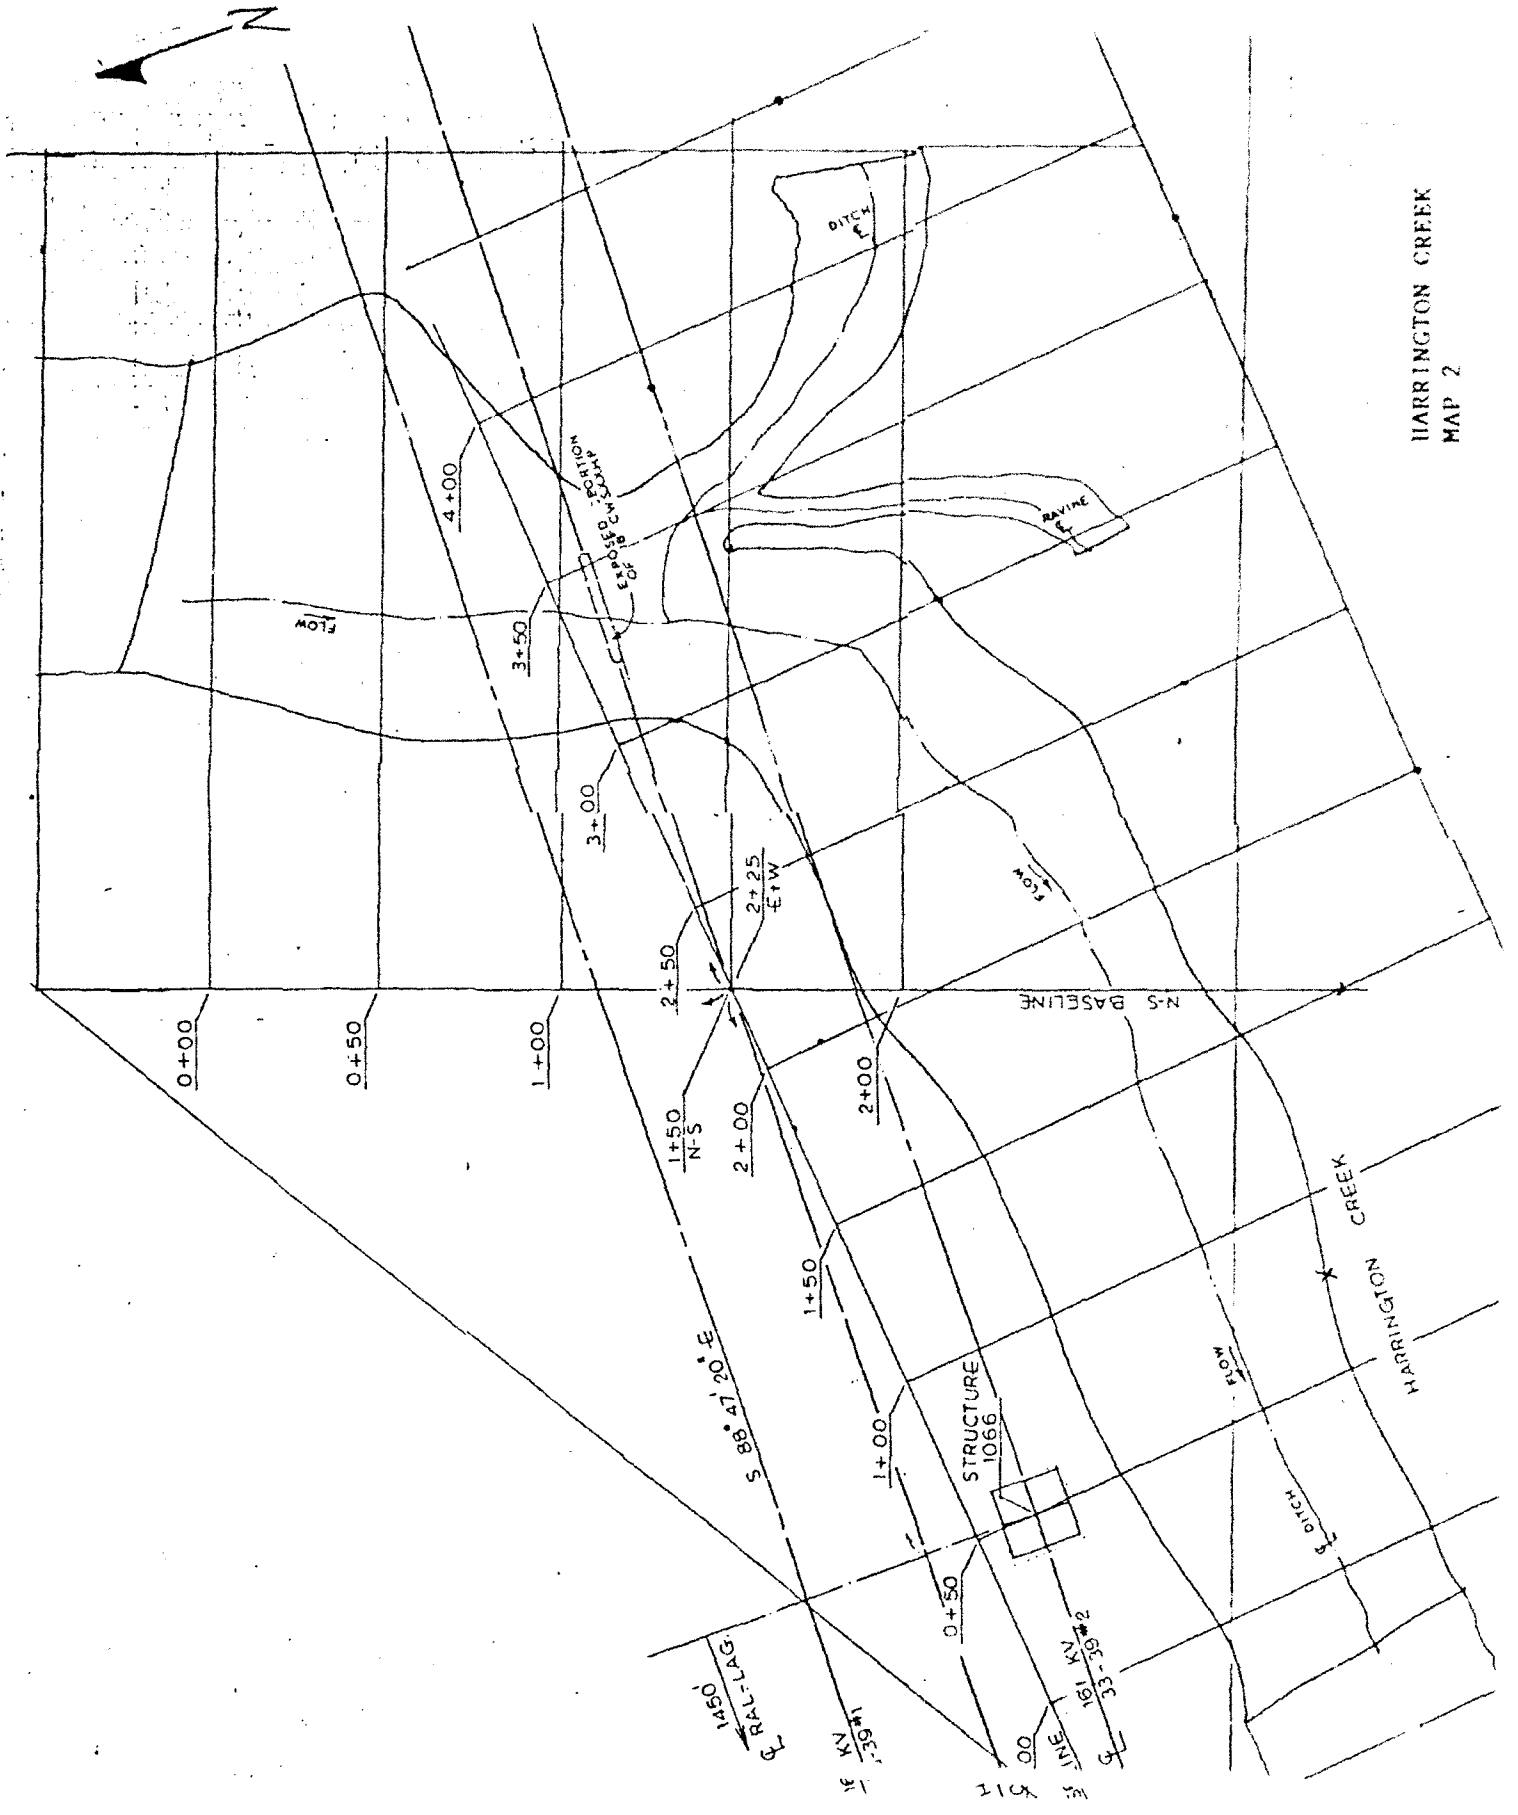 N
HARRINGTON CREEK
MAP 2
DITCH
RAVINE
EXPOSED PORTION
FLOW
4+00
3+50
3+00
2+50
2+25
E+W
0+00
0+50
1+00
1+50
N-S
2+00
2+00
N-S BASELINE
FLOW
1+50
1+00
S 88° 47' 20" E
STRUCTURE
1066
0+50
HARRINGTON CREEK
FLOW
℄ DITCH
1450'
℄ RAL-LAG.
KV
-39#1
00
INE
161 KV
33-39#2
℄